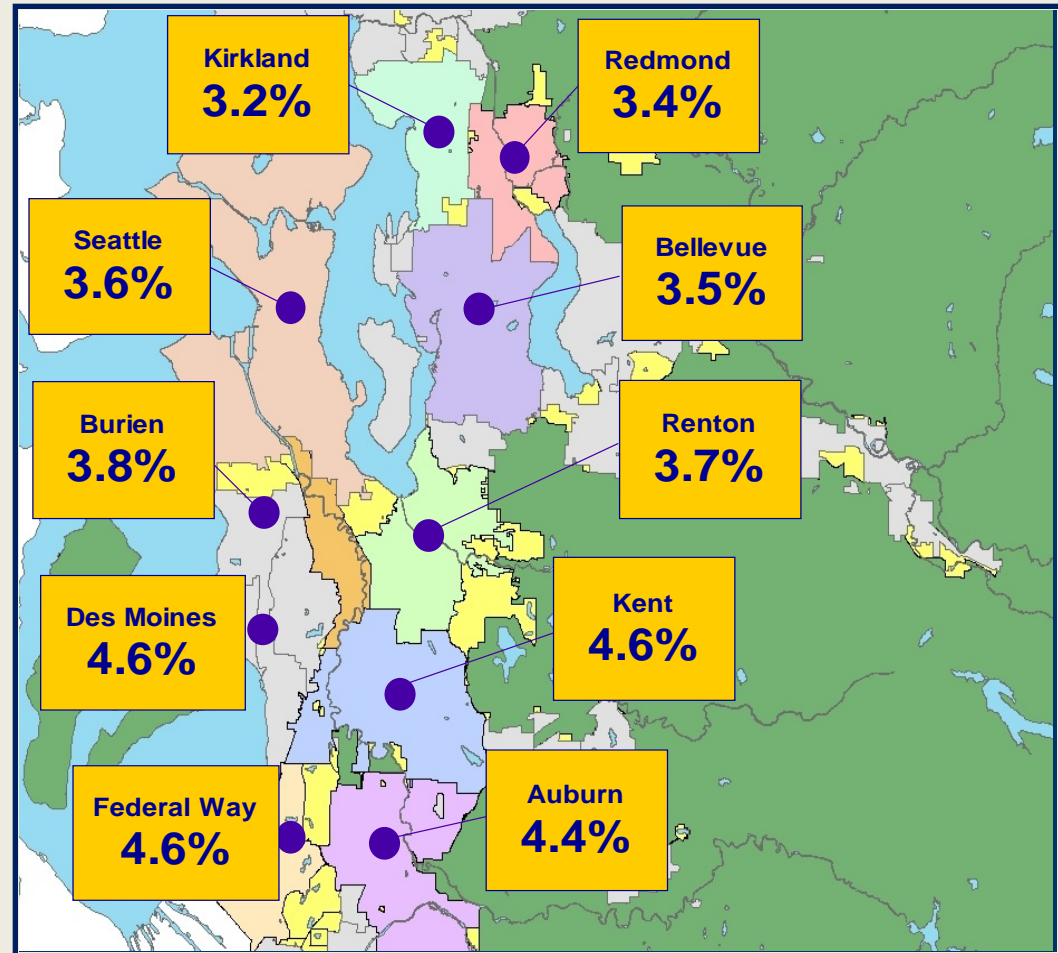 Kirkland
3.2%
Redmond
3.4%
Seattle
3.6%
Bellevue
3.5%
Burien
3.8%
Renton
3.7%
Des Moines
4.6%
Kent
4.6%
Federal Way
4.6%
Auburn
4.4%